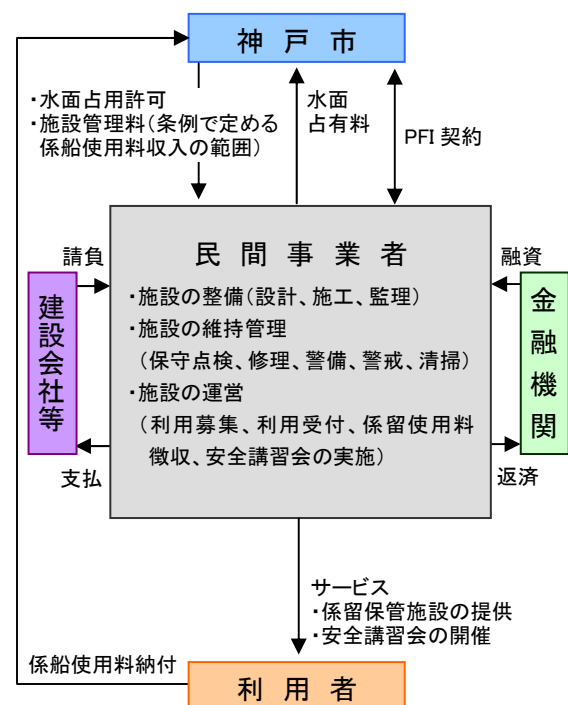 神戸市
・水面占用許可
・施設管理料(条例で定める
係船使用料収入の範囲)
水面
占有料
PFI 契約
請負
融資
建設会社等
民間事業者
・施設の整備(設計、施工、監理)
・施設の維持管理
(保守点検、修理、警備、警戒、清掃)
・施設の運営
(利用募集、利用受付、係留使用料
徴収、安全講習会の実施)
金融機関
支払
返済
サービス
・係留保管施設の提供
・安全講習会の開催
係船使用料納付
利用者